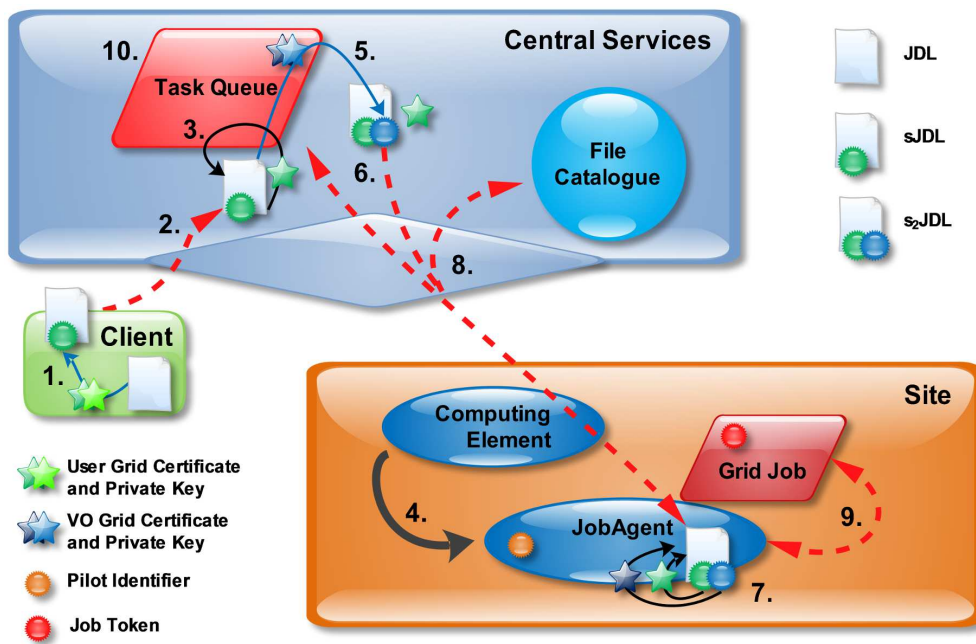 Central Services
10.
Task Queue
5.
3.
6.
2.
File
Catalogue
8.
JDL
sJDL
s₂JDL
Client
1.
Site
Computing
Element
Grid Job
4.
JobAgent
9.
7.
User Grid Certificate
and Private Key
VO Grid Certificate
and Private Key
Pilot Identifier
Job Token